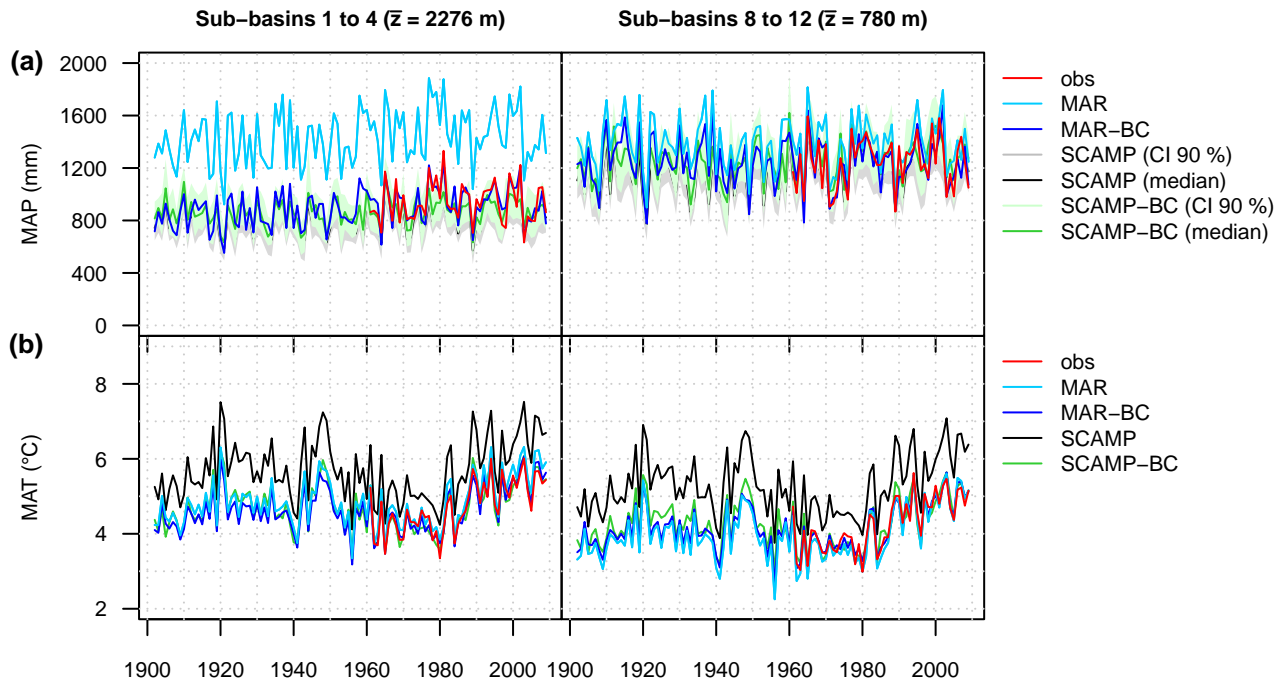 Sub−basins 1 to 4 (z̅ = 2276 m)
Sub−basins 8 to 12 (z̅ = 780 m)
(a)
MAP (mm)
2000
1600
1200
800
400
0
obs
MAR
MAR−BC
SCAMP (CI 90 %)
SCAMP (median)
SCAMP−BC (CI 90 %)
SCAMP−BC (median)
(b)
MAT (°C)
8
6
4
2
obs
MAR
MAR−BC
SCAMP
SCAMP−BC
1900 1920 1940 1960 1980 2000
1900 1920 1940 1960 1980 2000